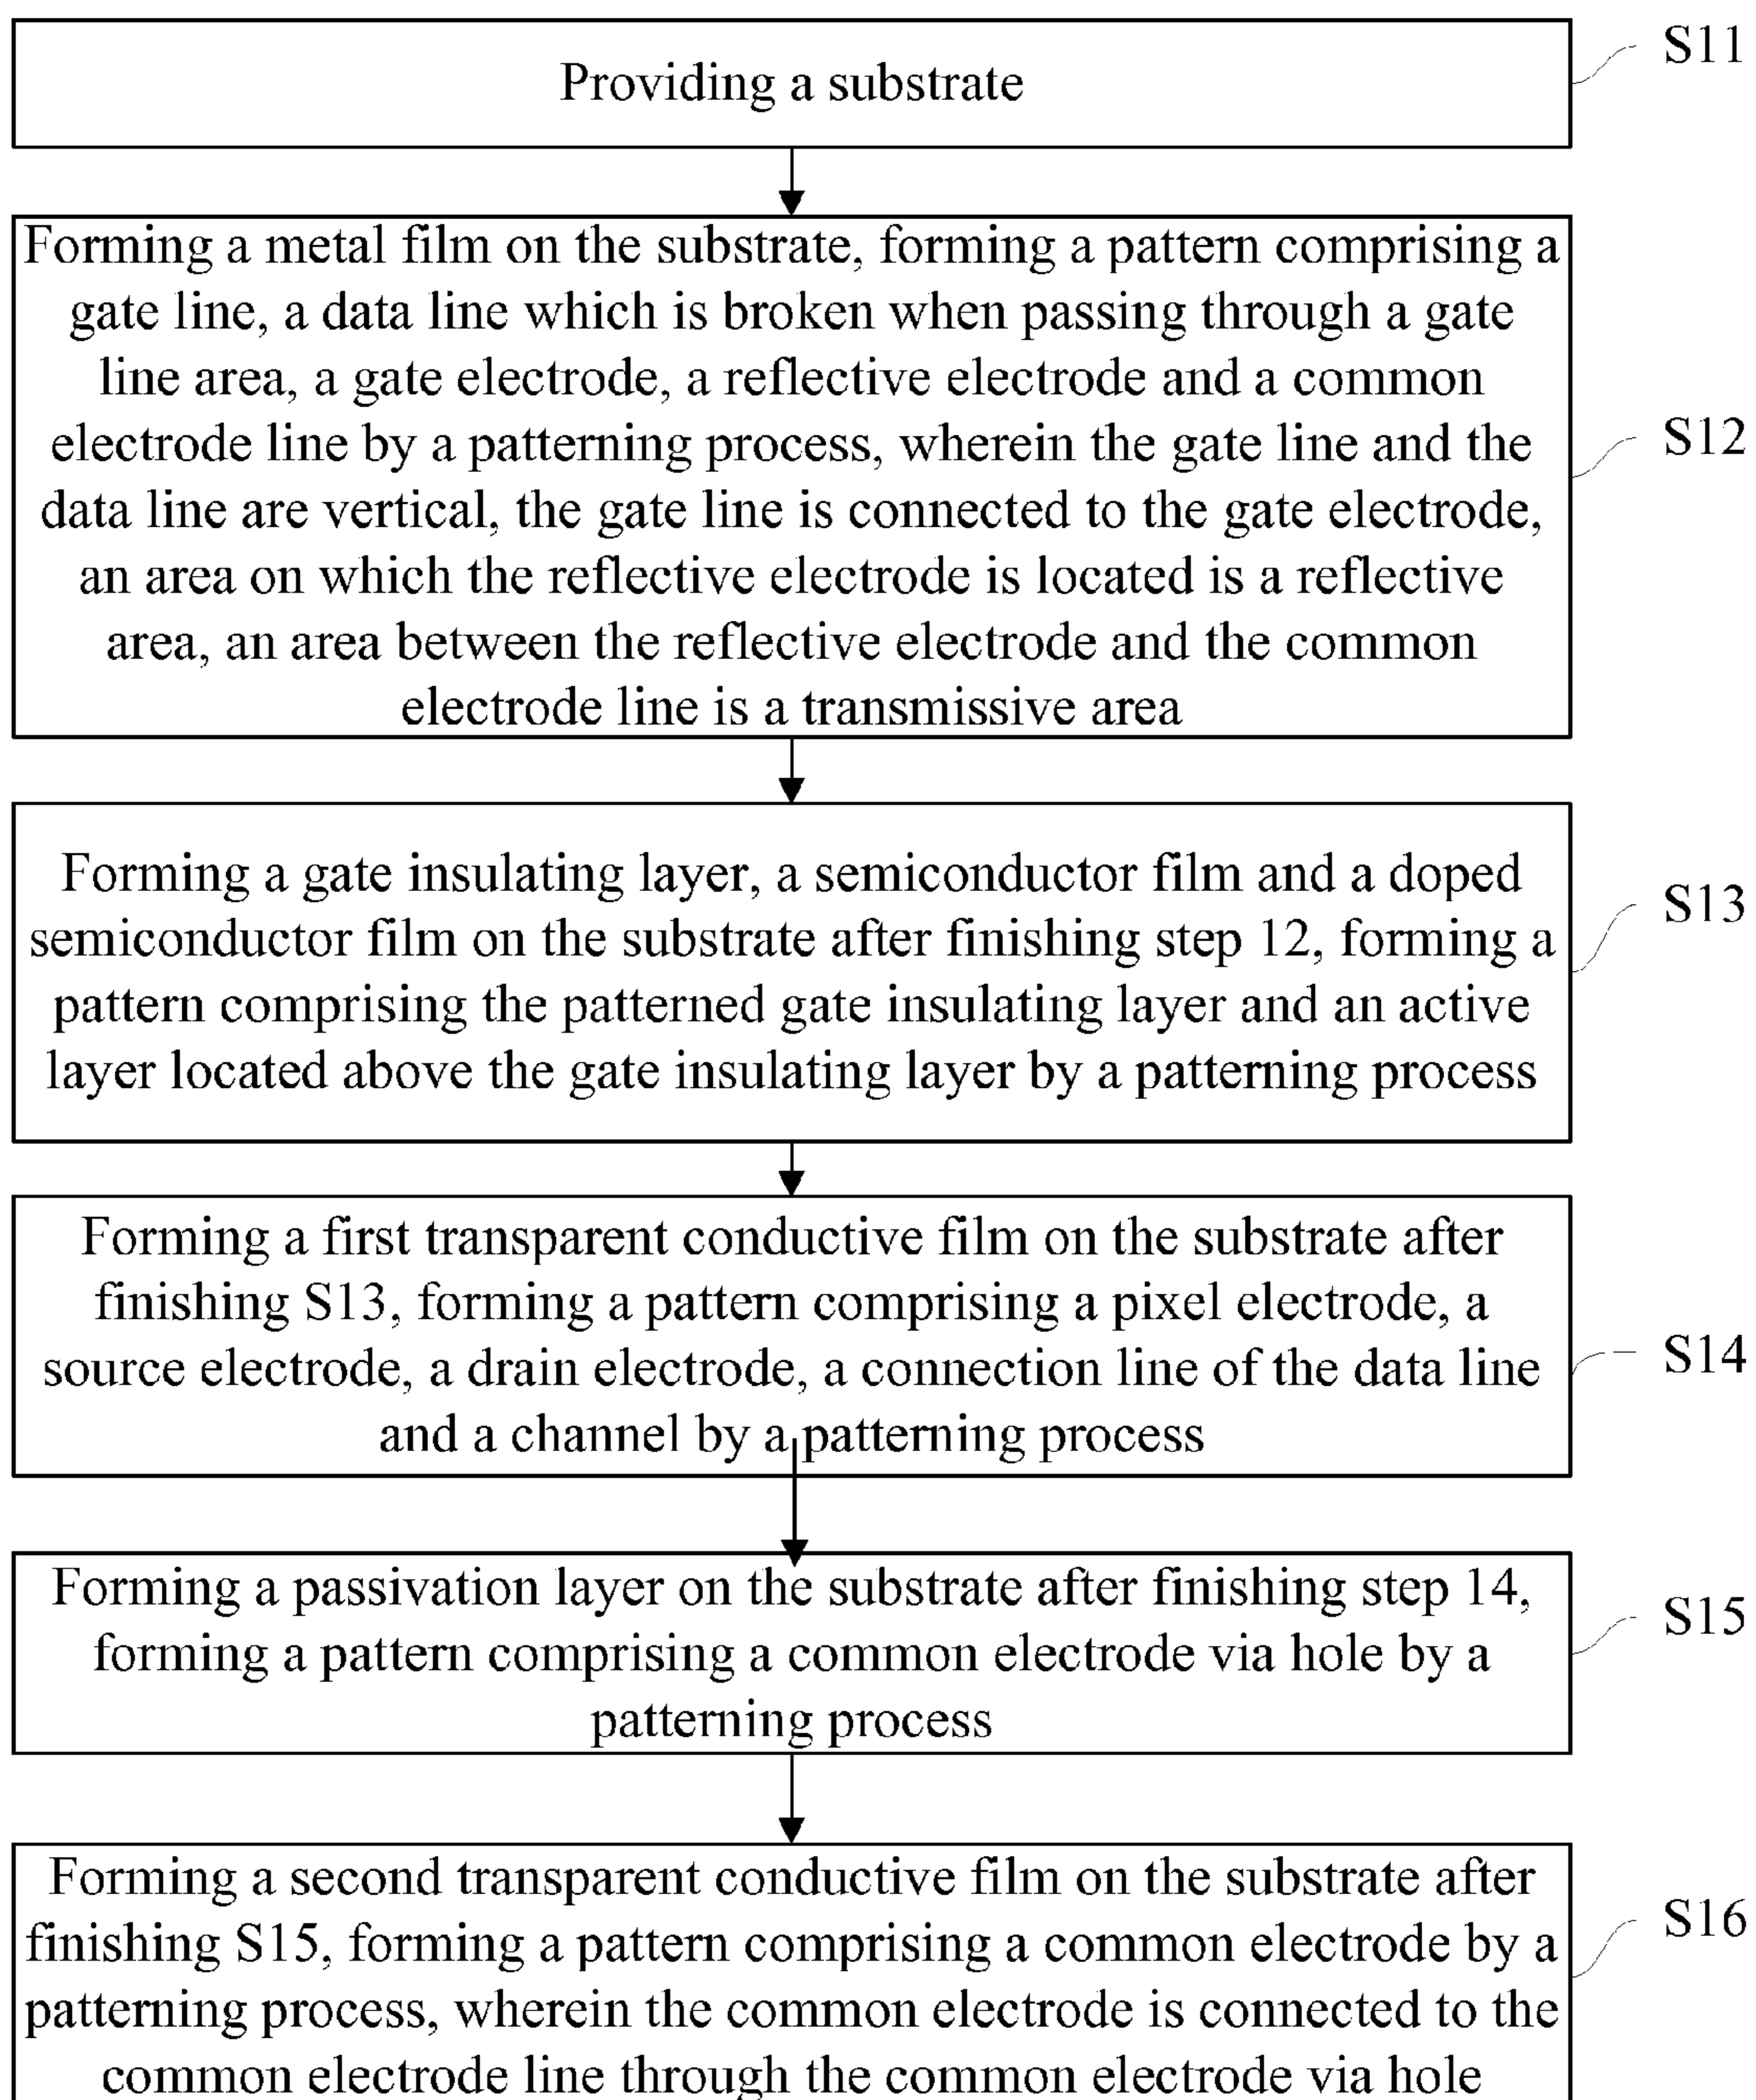 Providing a substrate
S11
Forming a metal film on the substrate, forming a pattern comprising a
gate line, a data line which is broken when passing through a gate
line area, a gate electrode, a reflective electrode and a common
electrode line by a patterning process, wherein the gate line and the
data line are vertical, the gate line is connected to the gate electrode,
an area on which the reflective electrode is located is a reflective
area, an area between the reflective electrode and the common
electrode line is a transmissive area
S12
Forming a gate insulating layer, a semiconductor film and a doped
semiconductor film on the substrate after finishing step 12, forming a
pattern comprising the patterned gate insulating layer and an active
layer located above the gate insulating layer by a patterning process
S13
Forming a first transparent conductive film on the substrate after
finishing S13, forming a pattern comprising a pixel electrode, a
source electrode, a drain electrode, a connection line of the data line
and a channel by a patterning process
S14
Forming a passivation layer on the substrate after finishing step 14,
forming a pattern comprising a common electrode via hole by a
patterning process
S15
Forming a second transparent conductive film on the substrate after
finishing S15, forming a pattern comprising a common electrode by a
patterning process, wherein the common electrode is connected to the
common electrode line through the common electrode via hole
S16